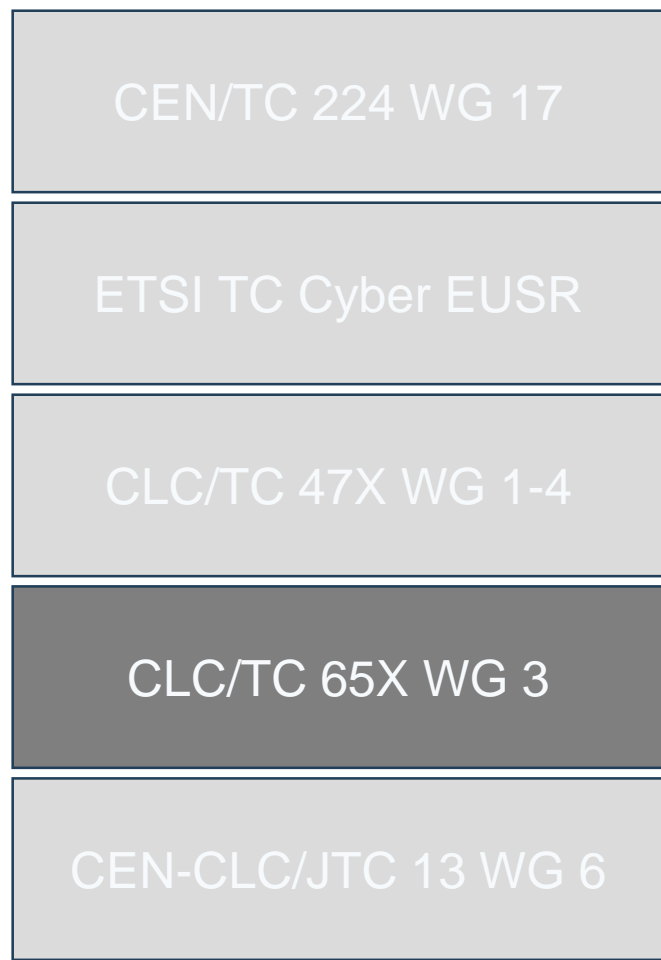 CEN/TC 224 WG 17
ETSI TC Cyber EUSR
CLC/TC 47X WG 1-4
CLC/TC 65X WG 3
CEN-CLC/JTC 13 WG 6